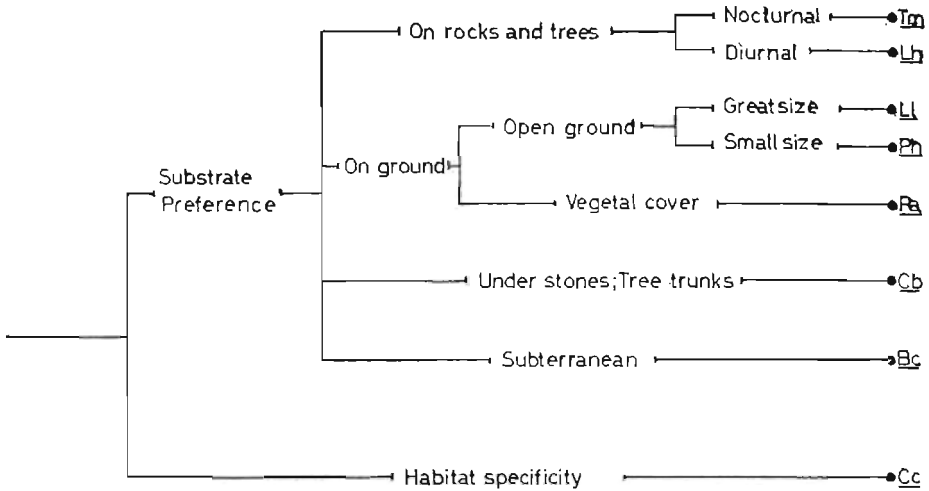 Nocturnal Tm
On rocks and trees
Diurnal Lh
Great size Ll
Open ground
Small size Ph
On ground
Substrate
Preference
Vegetal cover Pa
Under stones; Tree trunks Cb
Subterranean Bc
Habitat specificity Cc